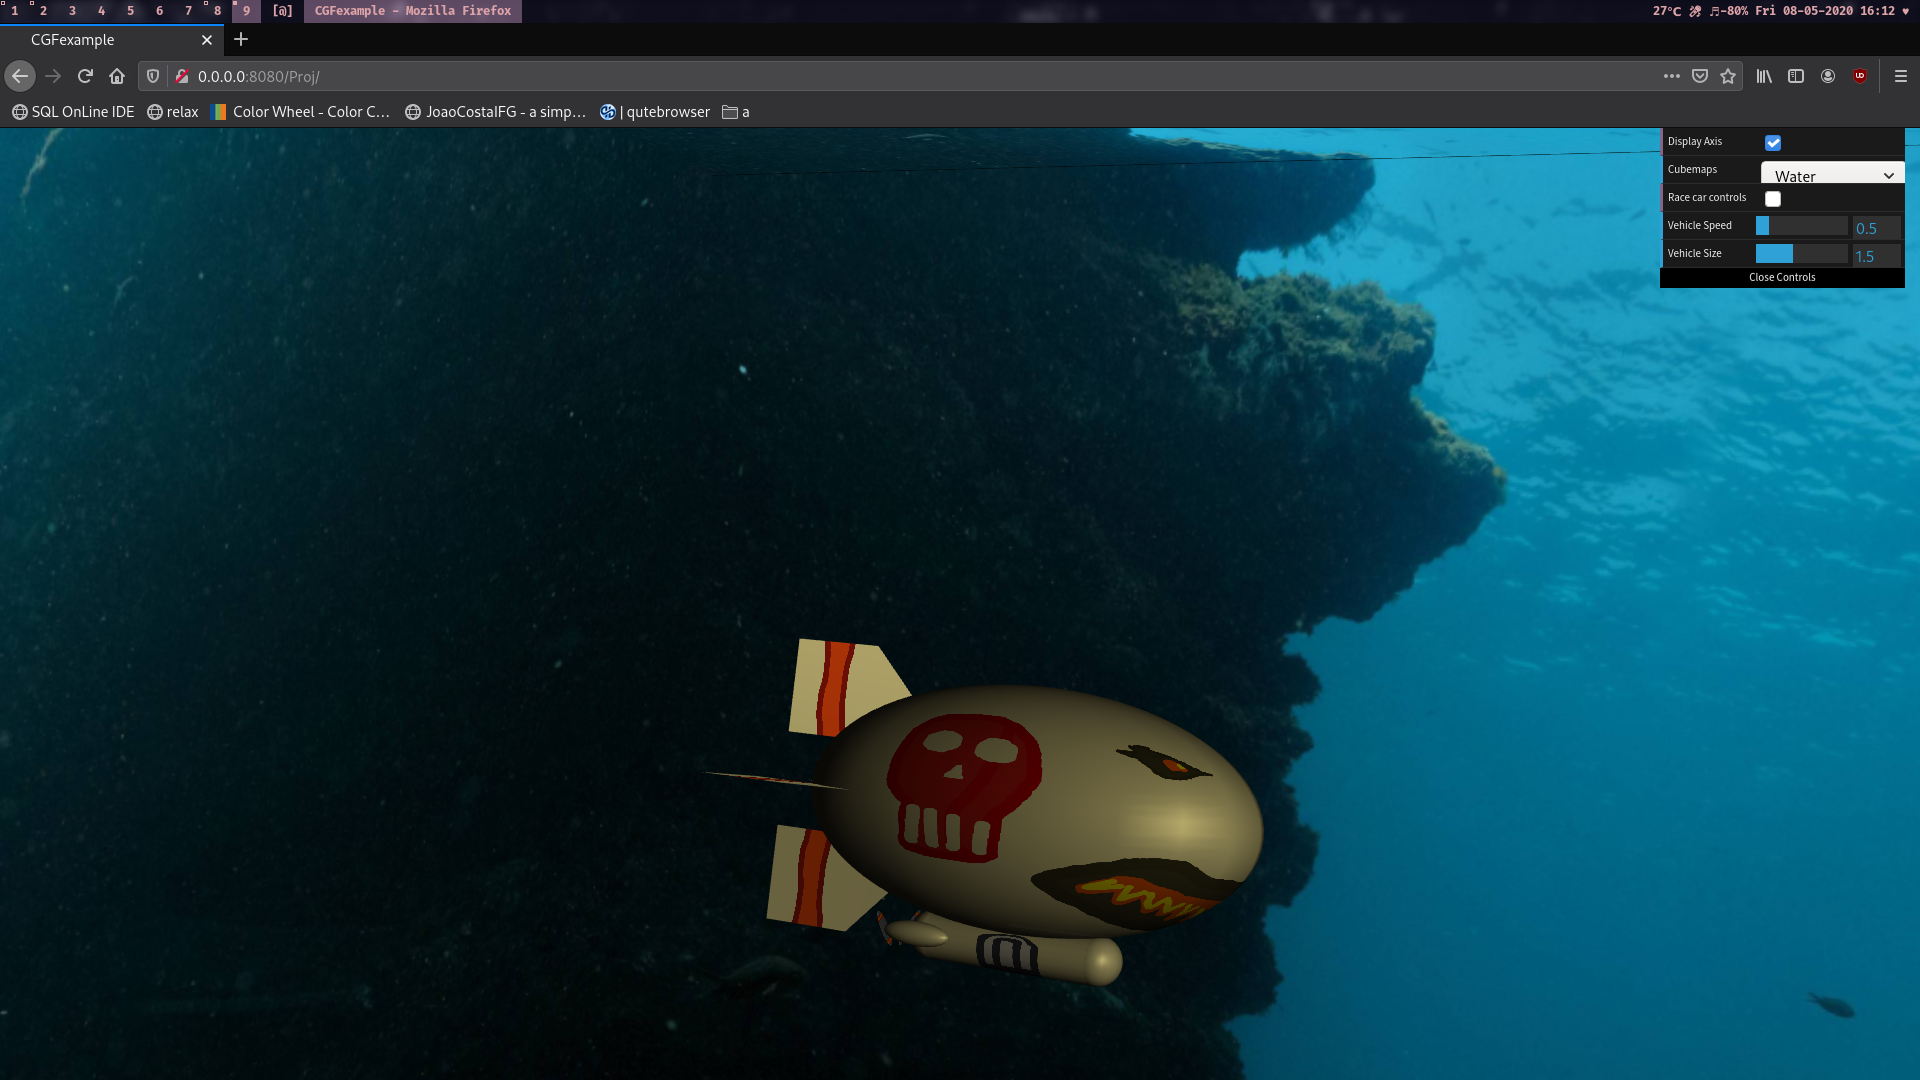 1 2 3 4 5 6 7 8 9 [@] CGFexample - Mozilla Firefox 27°C ♬-80% Fri 08-05-2020 16:12 ♥
CGFexample
0.0.0.0:8080/Proj/
SQL OnLine IDE relax Color Wheel - Color C… JoaoCostaIFG - a simp… | qutebrowser a
Display Axis
Cubemaps Water
Race car controls
Vehicle Speed 0.5
Vehicle Size 1.5
Close Controls